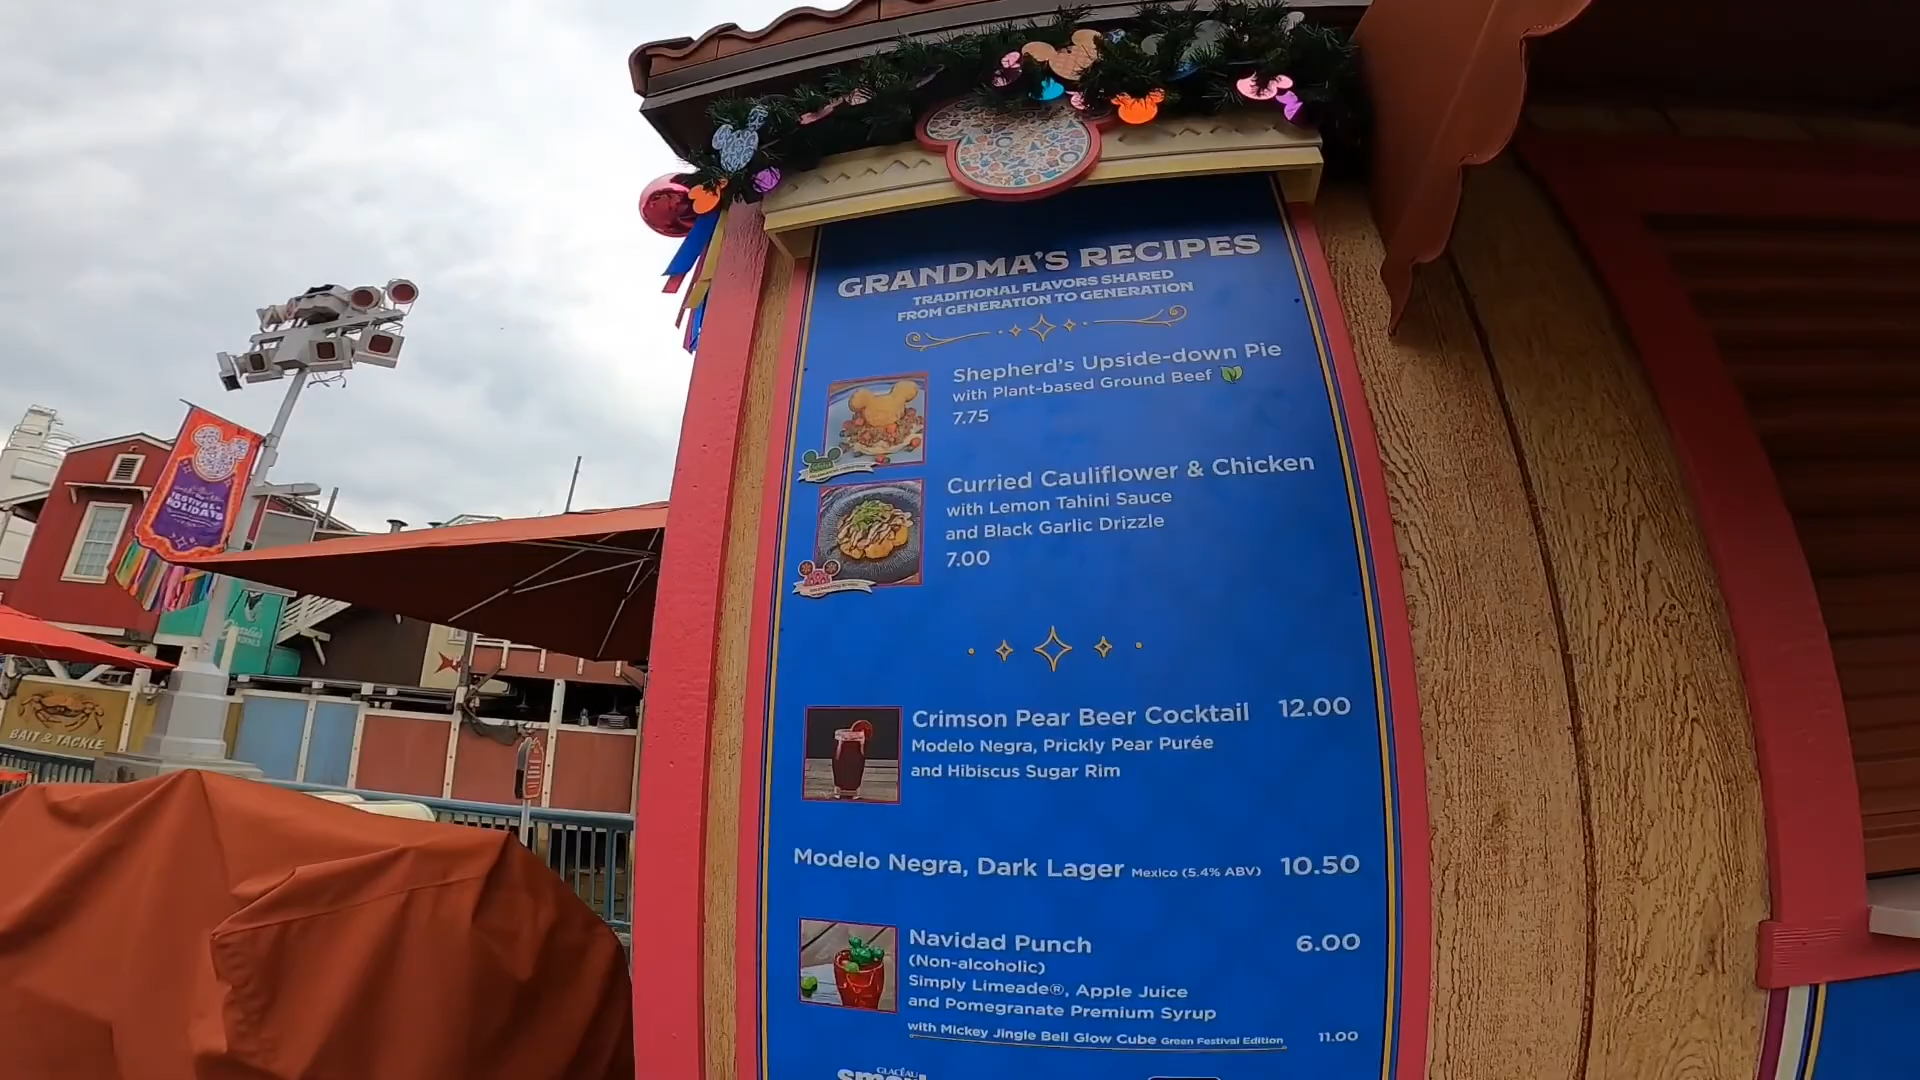 GRANDMA'S RECIPES
TRADITIONAL FLAVORS SHARED
FROM GENERATION TO GENERATION
Shepherd's Upside-down Pie
with Plant-based Ground Beef
7.75
Curried Cauliflower & Chicken
with Lemon Tahini Sauce
and Black Garlic Drizzle
7.00
Crimson Pear Beer Cocktail 12.00
Modelo Negra, Prickly Pear Purée
and Hibiscus Sugar Rim
Modelo Negra, Dark Lager Mexico (5.4% ABV) 10.50
Navidad Punch 6.00
(Non-alcoholic)
Simply Limeade®, Apple Juice
and Pomegranate Premium Syrup
with Mickey Jingle Bell Glow Cube Green Festival Edition 11.00
GLACÉAU
FESTIVAL
HOLIDAYS
BAIT & TACKLE